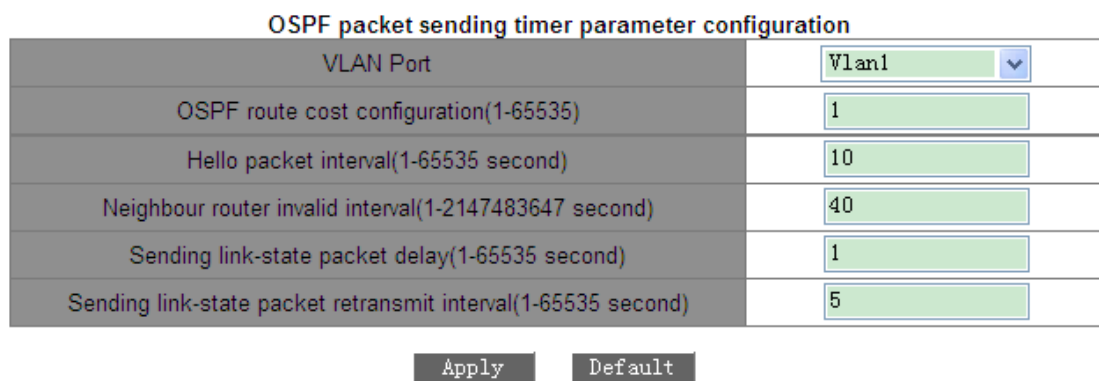 OSPF packet sending timer parameter configuration
VLAN Port Vlan1
OSPF route cost configuration(1-65535) 1
Hello packet interval(1-65535 second) 10
Neighbour router invalid interval(1-2147483647 second) 40
Sending link-state packet delay(1-65535 second) 1
Sending link-state packet retransmit interval(1-65535 second) 5
Apply Default